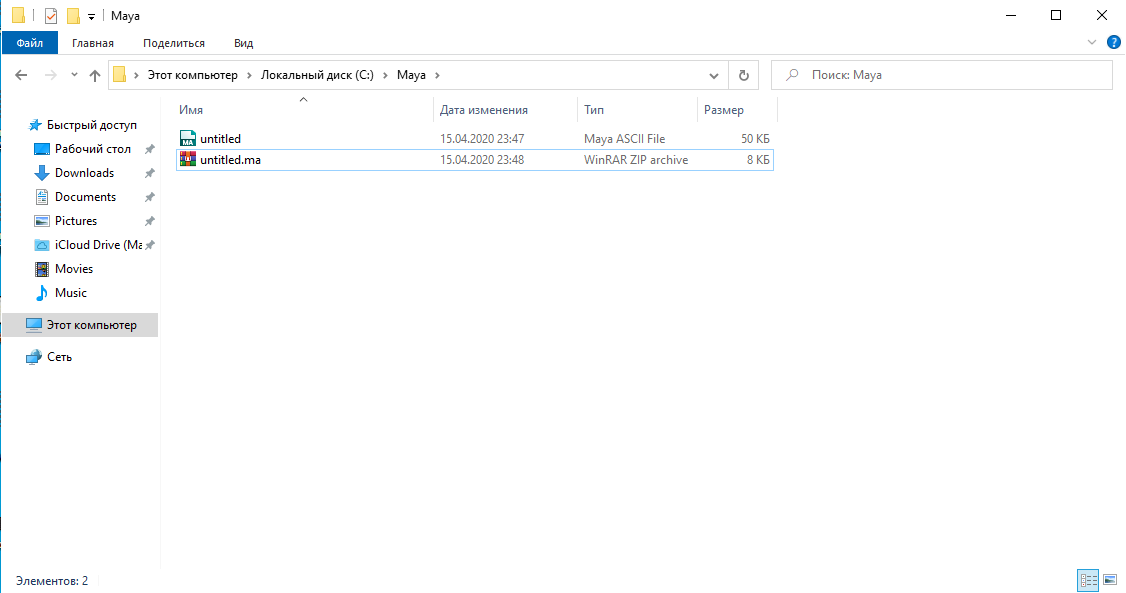 Maya
Файл Главная Поделиться Вид
Этот компьютер Локальный диск (C:) Maya
Поиск: Maya
Имя Дата изменения Тип Размер
Быстрый доступ
Рабочий стол
Downloads
Documents
Pictures
iCloud Drive (Ma
Movies
Music
Этот компьютер
Сеть
untitled 15.04.2020 23:47 Maya ASCII File 50 КБ
untitled.ma 15.04.2020 23:48 WinRAR ZIP archive 8 КБ
MA
Элементов: 2